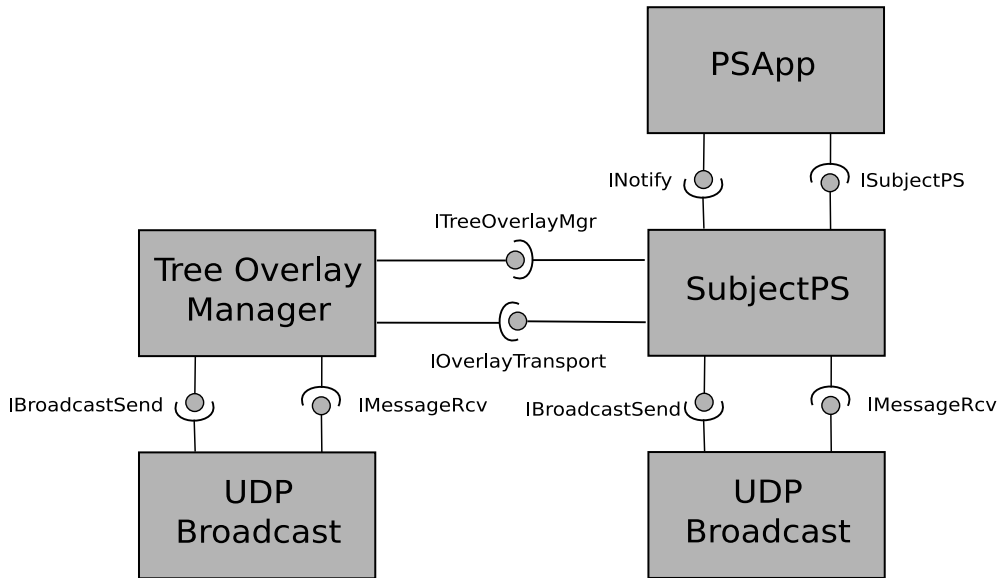 PSApp
INotify
ISubjectPS
ITreeOverlayMgr
Tree Overlay
Manager
SubjectPS
IOverlayTransport
IBroadcastSend
IMessageRcv
IBroadcastSend
IMessageRcv
UDP
Broadcast
UDP
Broadcast